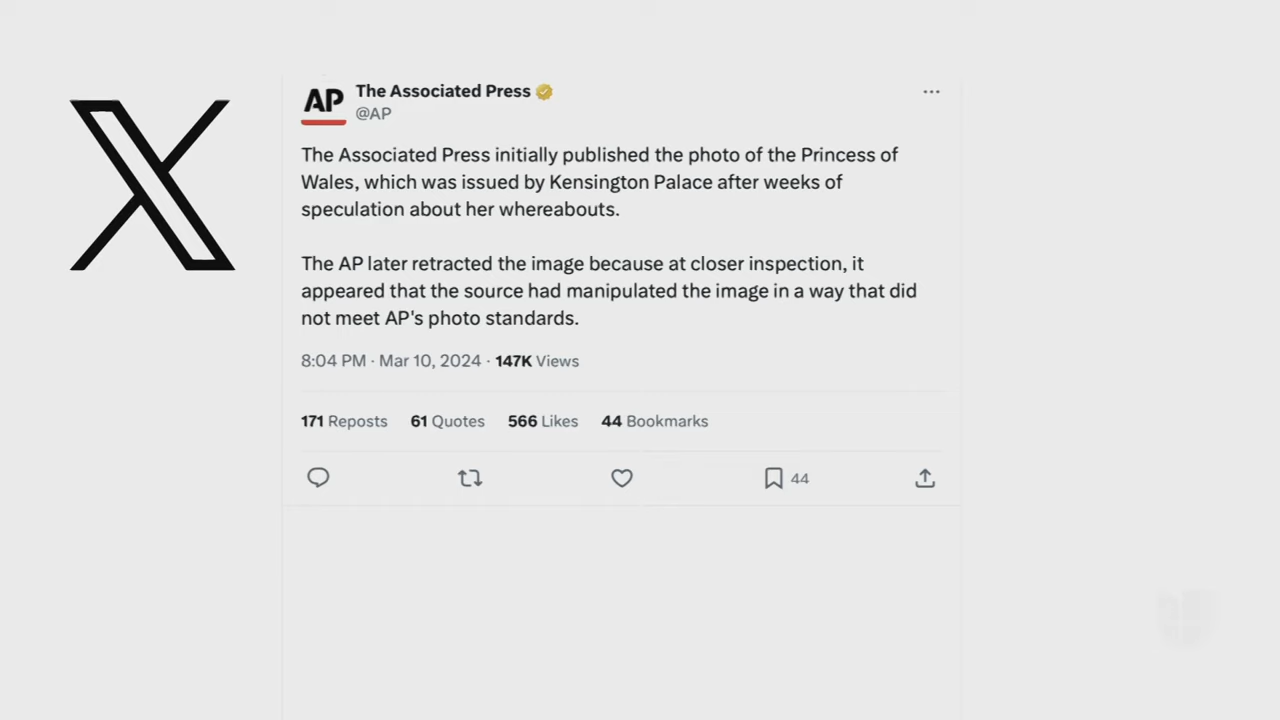 The Associated Press
AP
@AP
The Associated Press initially published the photo of the Princess of
Wales, which was issued by Kensington Palace after weeks of
speculation about her whereabouts.
The AP later retracted the image because at closer inspection, it
appeared that the source had manipulated the image in a way that did
not meet AP's photo standards.
8:04 PM · Mar 10, 2024 · 147K Views
171 Reposts 61 Quotes 566 Likes 44 Bookmarks
44